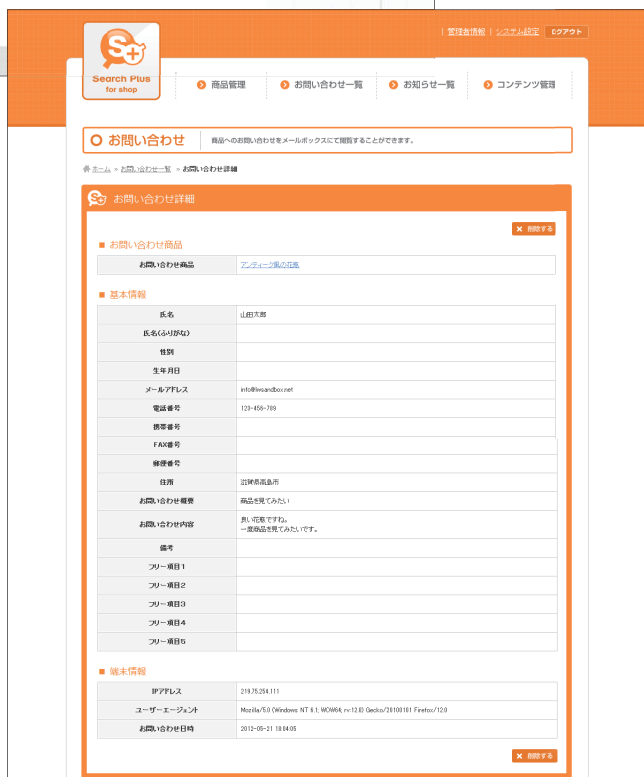 | 管理者情報 | システム設定 ログアウト
S+
Search Plus
for shop
商品管理
お問い合わせ一覧
お知らせ一覧
コンテンツ管理
お問い合わせ
商品へのお問い合わせをメールボックスにて閲覧することができます。
ホーム » お問い合わせ一覧 » お問い合わせ詳細
S+ お問い合わせ詳細
× 削除する
■ お問い合わせ商品
お問い合わせ商品 アンティーク風の花瓶
■ 基本情報
氏名 山田太郎
氏名(ふりがな)
性別
生年月日
メールアドレス info@lwsandbox.net
電話番号 123-456-789
携帯番号
FAX番号
郵便番号
住所 滋賀県高島市
お問い合わせ概要 商品を見てみたい
お問い合わせ内容 良い花瓶ですね。
一度商品を見てみたいです。
備考
フリー項目1
フリー項目2
フリー項目3
フリー項目4
フリー項目5
■ 端末情報
IPアドレス 219.75.254.111
ユーザーエージェント Mozilla/5.0 (Windows NT 6.1; WOW64; rv:12.0) Gecko/20100101 Firefox/12.0
お問い合わせ日時 2012-05-21 18:04:05
× 削除する